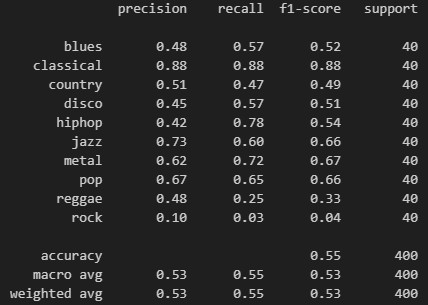 precision recall f1-score support
blues 0.48 0.57 0.52 40
classical 0.88 0.88 0.88 40
country 0.51 0.47 0.49 40
disco 0.45 0.57 0.51 40
hiphop 0.42 0.78 0.54 40
jazz 0.73 0.60 0.66 40
metal 0.62 0.72 0.67 40
pop 0.67 0.65 0.66 40
reggae 0.48 0.25 0.33 40
rock 0.10 0.03 0.04 40
accuracy 0.55 400
macro avg 0.53 0.55 0.53 400
weighted avg 0.53 0.55 0.53 400